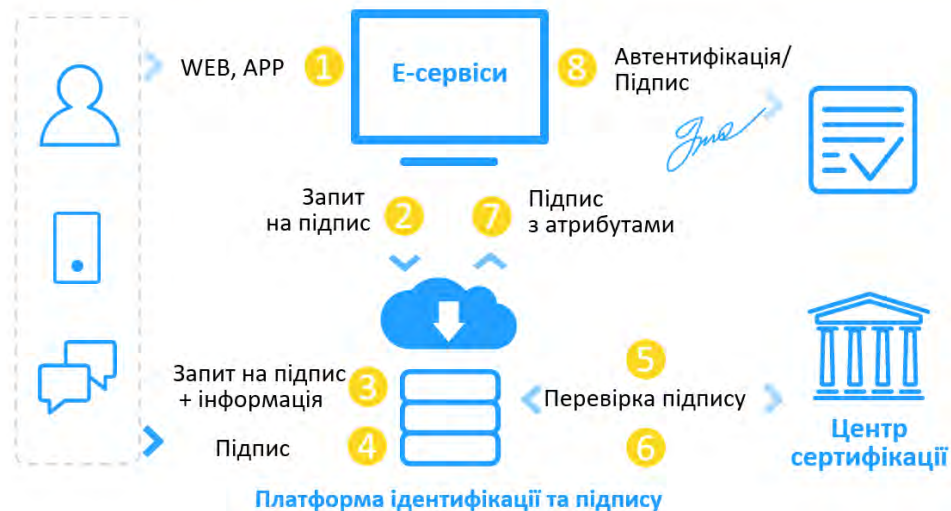 WEB, APP 1
Е-сервіси
8 Автентифікація/
Підпис
Запит
на підпис 2
7 Підпис
з атрибутами
Запит на підпис
+ інформація 3
Підпис 4
5
Перевірка підпису
6
Центр
сертифікації
Платформа ідентифікації та підпису